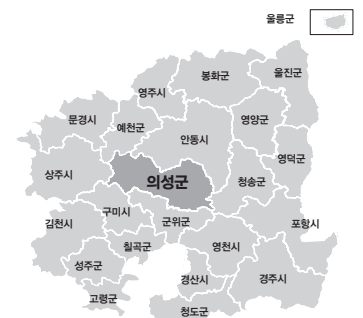 울릉군
봉화군
울진군
영주시
문경시
예천군
영양군
안동시
영덕군
상주시
의성군
청송군
구미시
군위군
김천시
포항시
칠곡군
영천시
성주군
경산시
경주시
고령군
청도군